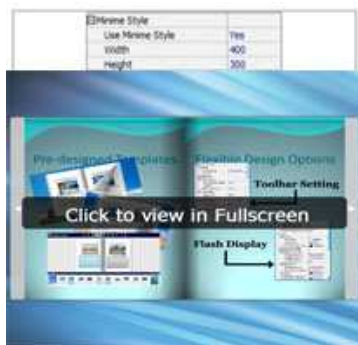 Minime Style
Use Minime Style Yes
Width 400
Height 300
Pre-designed Templates
Flexible Design Options
Toolbar Setting
Click to view in Fullscreen
Flash Display